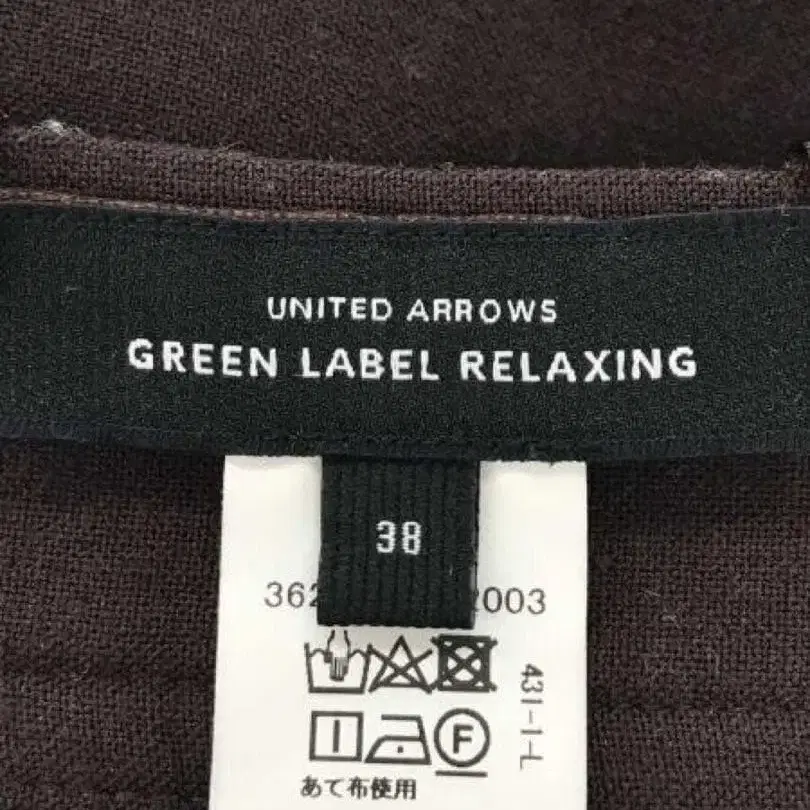 UNITED ARROWS
GREEN LABEL RELAXING
38
362 2003
431-1-L
F
あて布使用